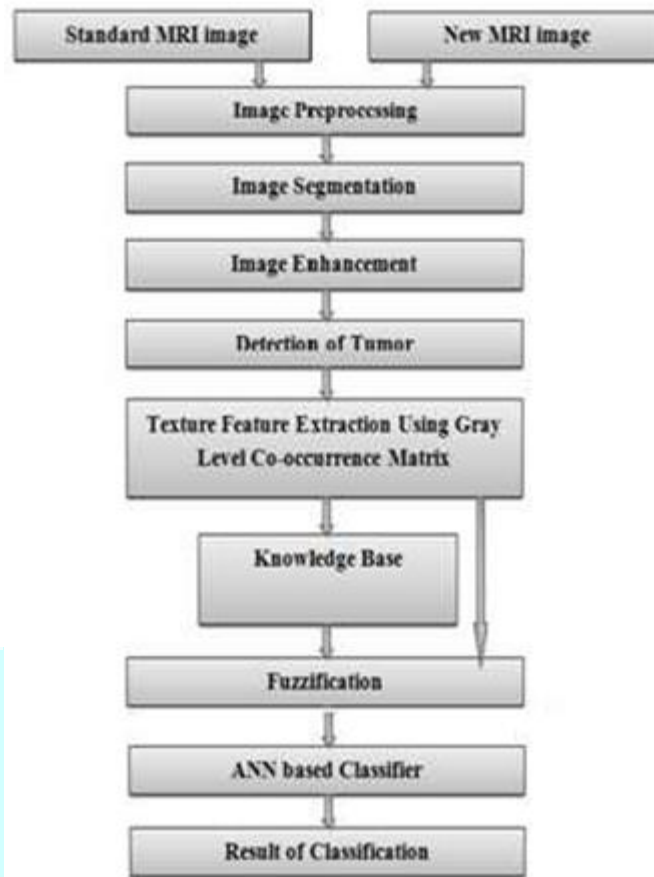 Standard MRI image
New MRI image
Image Preprocessing
Image Segmentation
Image Enhancement
Detection of Tumor
Texture Feature Extraction Using Gray
Level Co-occurrence Matrix
Knowledge Base
Fuzzification
ANN based Classifier
Result of Classification